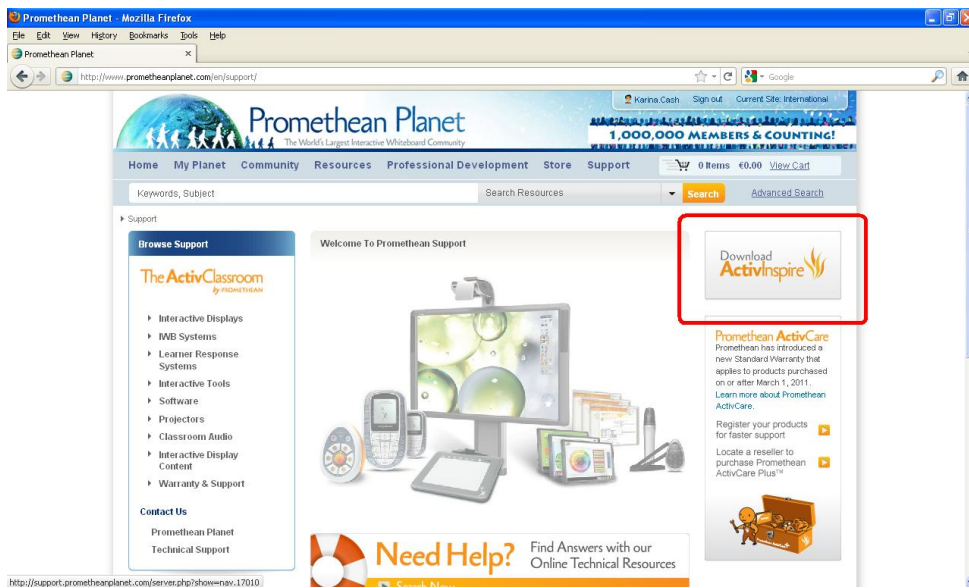 Promethean Planet - Mozilla Firefox
File Edit View History Bookmarks Tools Help
Promethean Planet
http://www.prometheanplanet.com/en/support/
Google
Karina Cash Sign out Current Site: International
Promethean Planet
The World's Largest Interactive Whiteboard Community
1,000,000 MEMBERS & COUNTING!
Home My Planet Community Resources Professional Development Store Support 0 Items €0.00 View Cart
Keywords, Subject Search Resources Search Advanced Search
Support
Browse Support
The ActivClassroom
by PROMETHEAN
Interactive Displays
IWB Systems
Learner Response
Systems
Interactive Tools
Software
Projectors
Classroom Audio
Interactive Display
Content
Warranty & Support
Contact Us
Promethean Planet
Technical Support
Welcome To Promethean Support
Need Help?
Find Answers with our
Online Technical Resources
Search Now
Download
ActivInspire
Promethean ActivCare
Promethean has introduced a
new Standard Warranty that
applies to products purchased
on or after March 1, 2011.
Learn more about Promethean
ActivCare.
Register your products
for faster support
Locate a reseller to
purchase Promethean
ActivCare Plus™
http://support.prometheanplanet.com/server.php?show=nav.17010